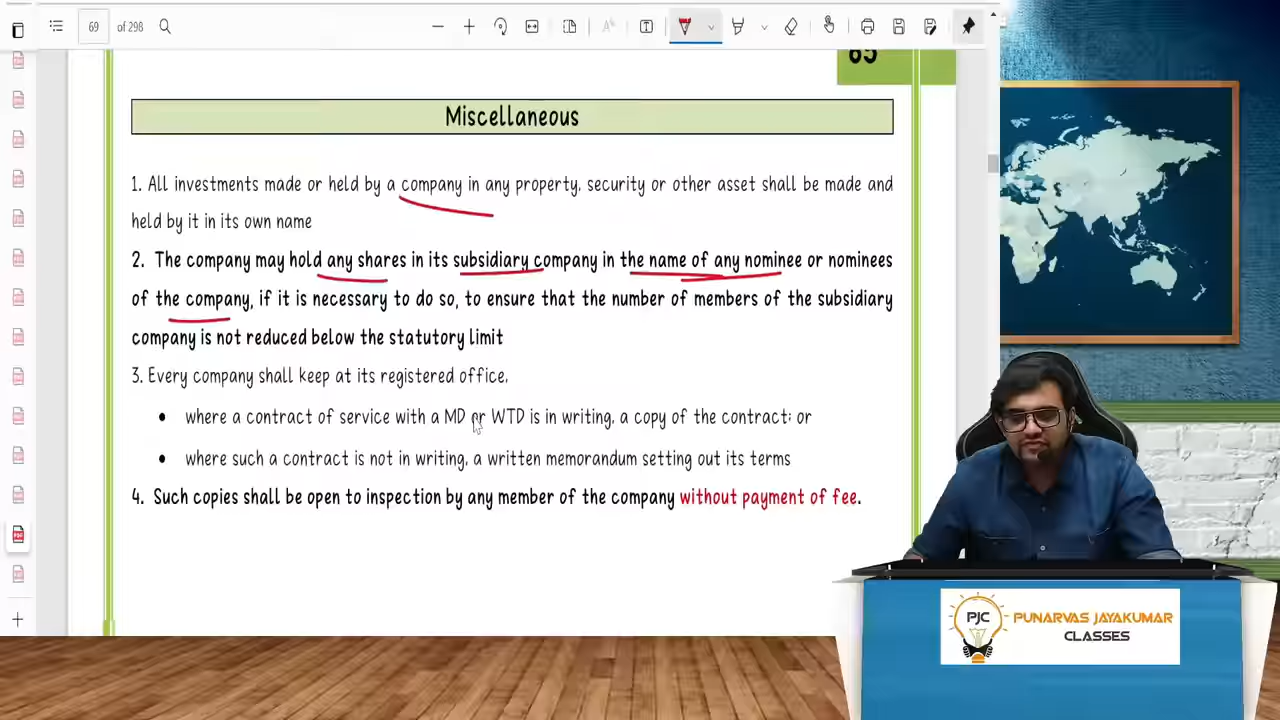 69 of 298
65
Miscellaneous
1. All investments made or held by a company in any property, security or other asset shall be made and
held by it in its own name
2. The company may hold any shares in its subsidiary company in the name of any nominee or nominees
of the company, if it is necessary to do so, to ensure that the number of members of the subsidiary
company is not reduced below the statutory limit
3. Every company shall keep at its registered office,
• where a contract of service with a MD or WTD is in writing, a copy of the contract; or
• where such a contract is not in writing, a written memorandum setting out its terms
4. Such copies shall be open to inspection by any member of the company without payment of fee.
PJC
PUNARVAS JAYAKUMAR
CLASSES